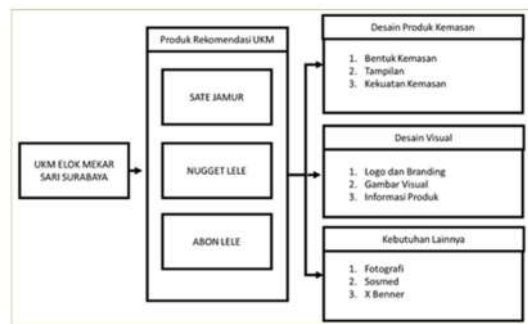 UKM ELOK MEKAR
SARI SURABAYA
Produk Rekomendasi UKM
SATE JAMUR
NUGGET LELE
ABON LELE
Desain Produk Kemasan
1. Bentuk Kemasan
2. Tampilan
3. Kekuatan Kemasan
Desain Visual
1. Logo dan Branding
2. Gambar Visual
3. Informasi Produk
Kebutuhan Lainnya
1. Fotografi
2. Sosmed
3. X Benner